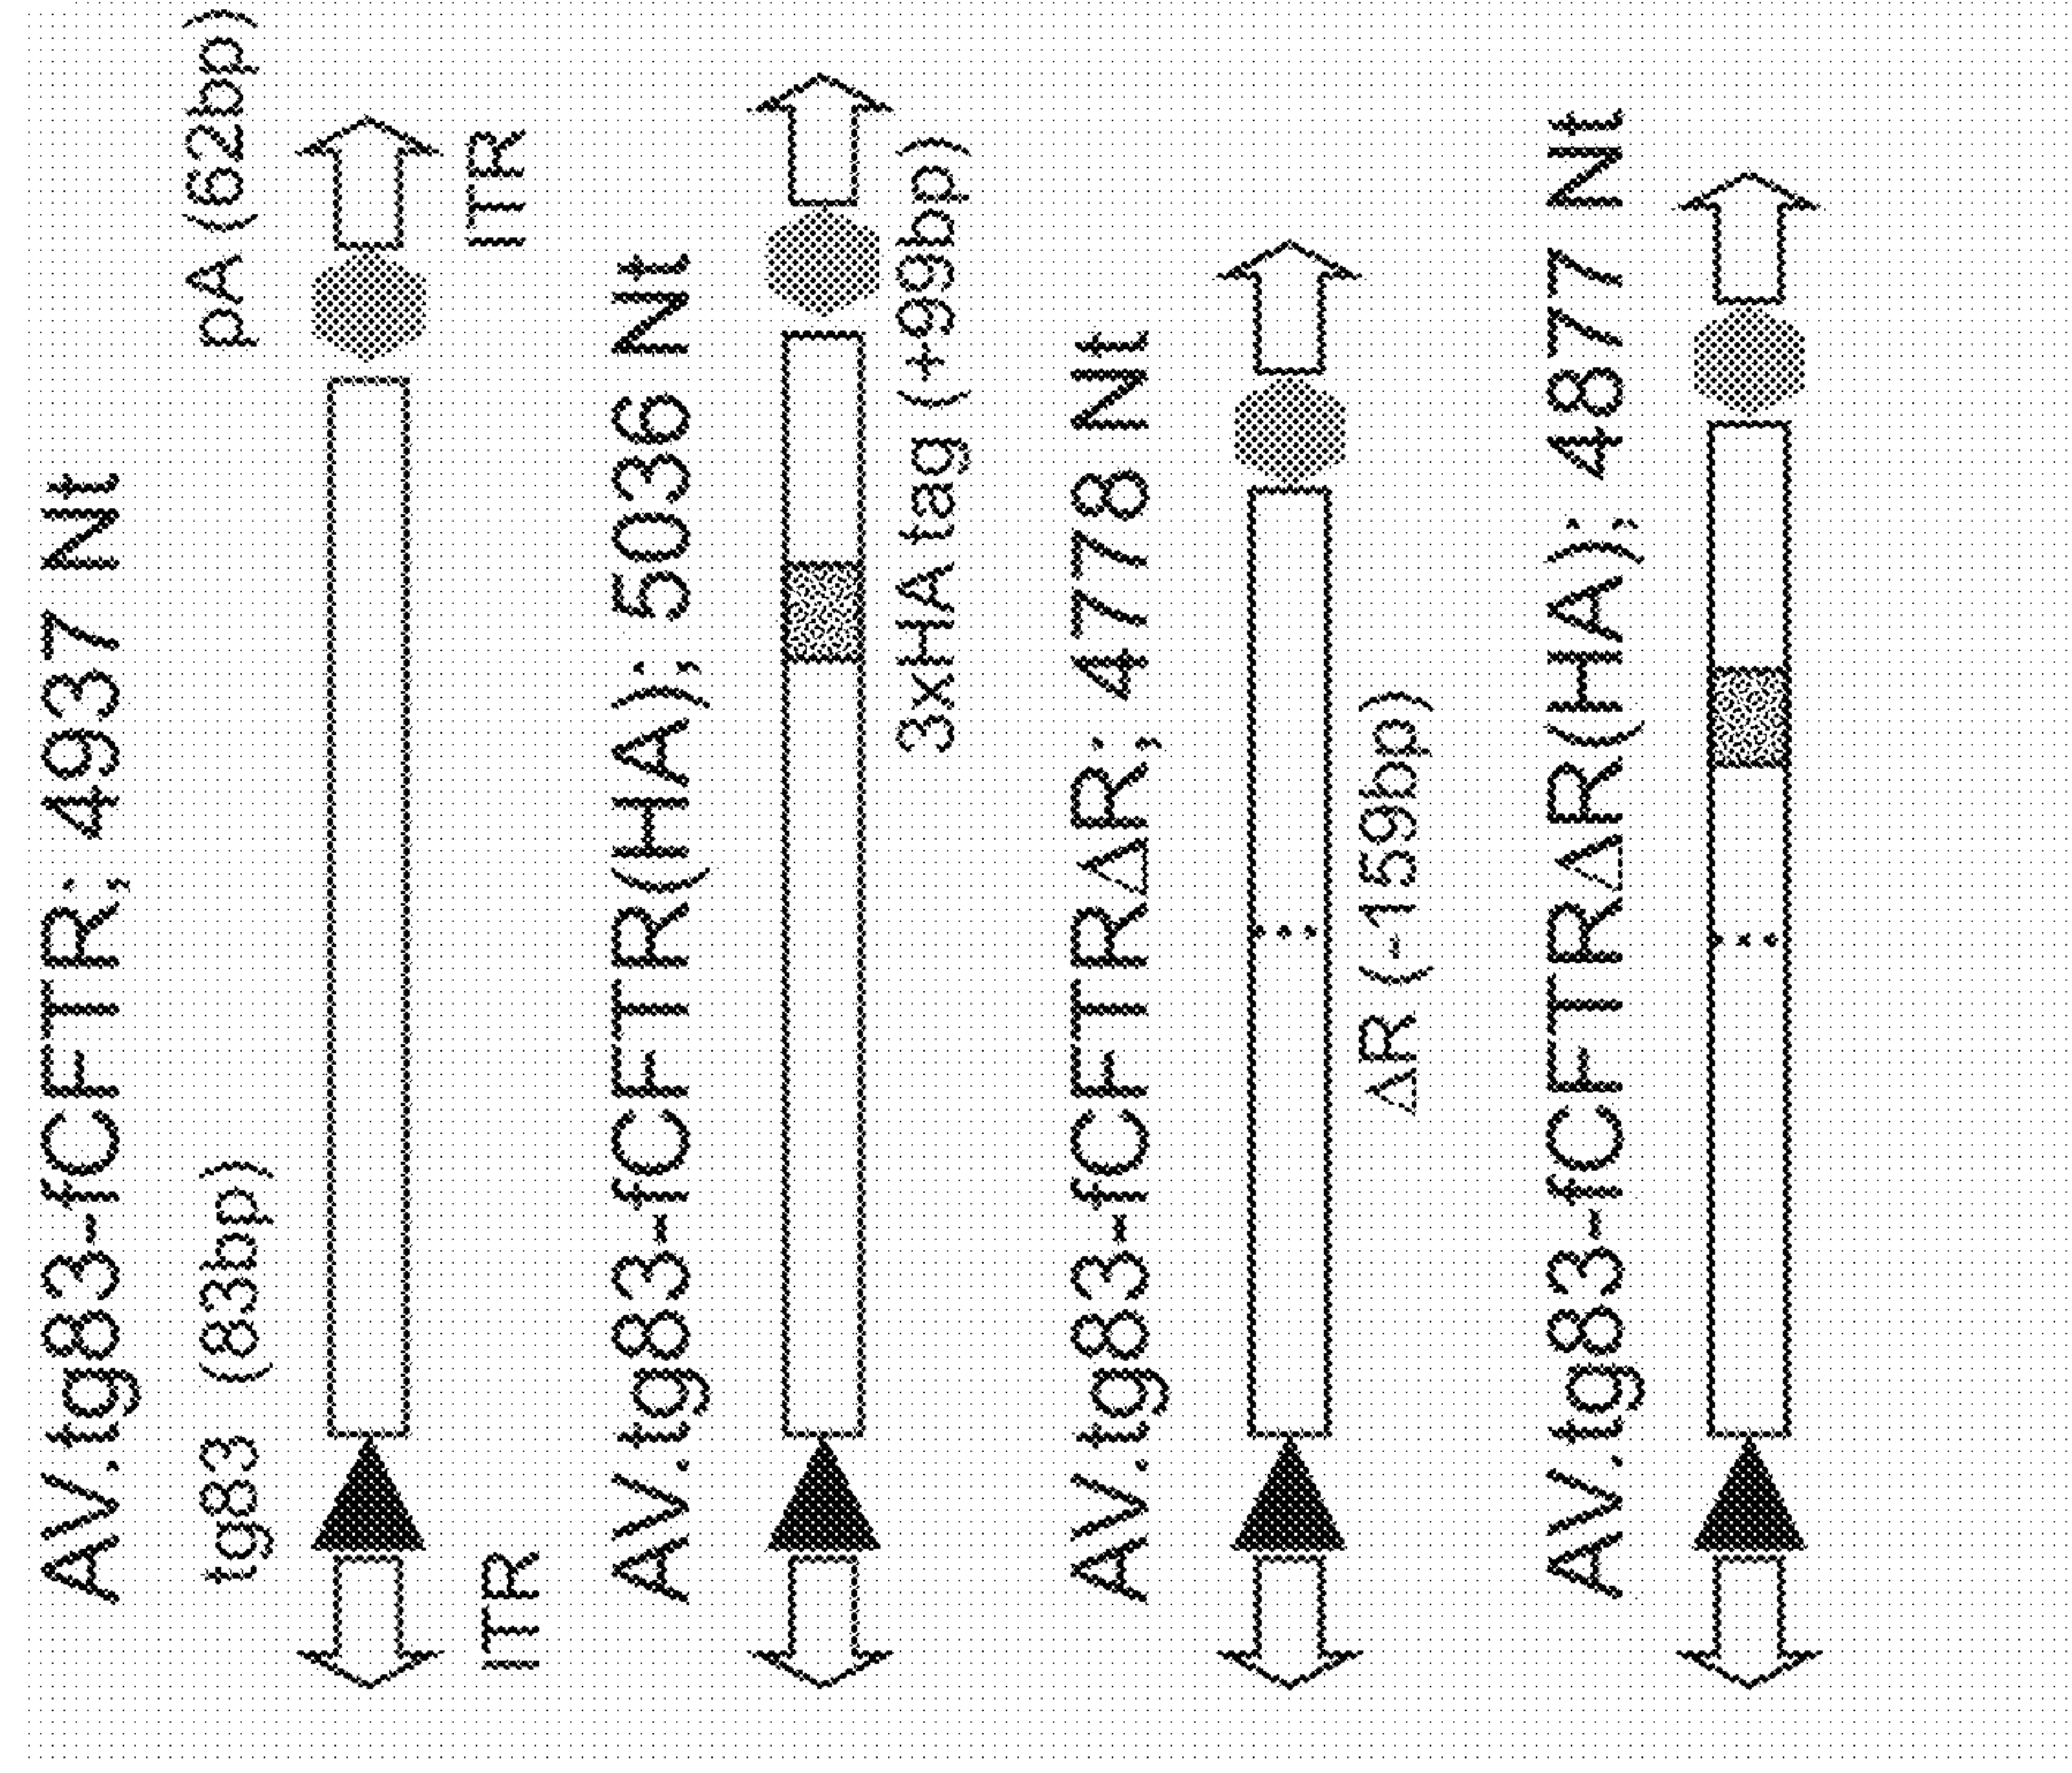 AV.tg83-fCFTR; 4937 Nt
tg83 (83bp)
pA (62bp)
ITR
ITR
AV.tg83-fCFTR(HA); 5036 Nt
3xHA tag (+99bp)
AV.tg83-fCFTRΔR; 4778 Nt
ΔR (-159bp)
AV.tg83-fCFTRΔR(HA); 4877 Nt